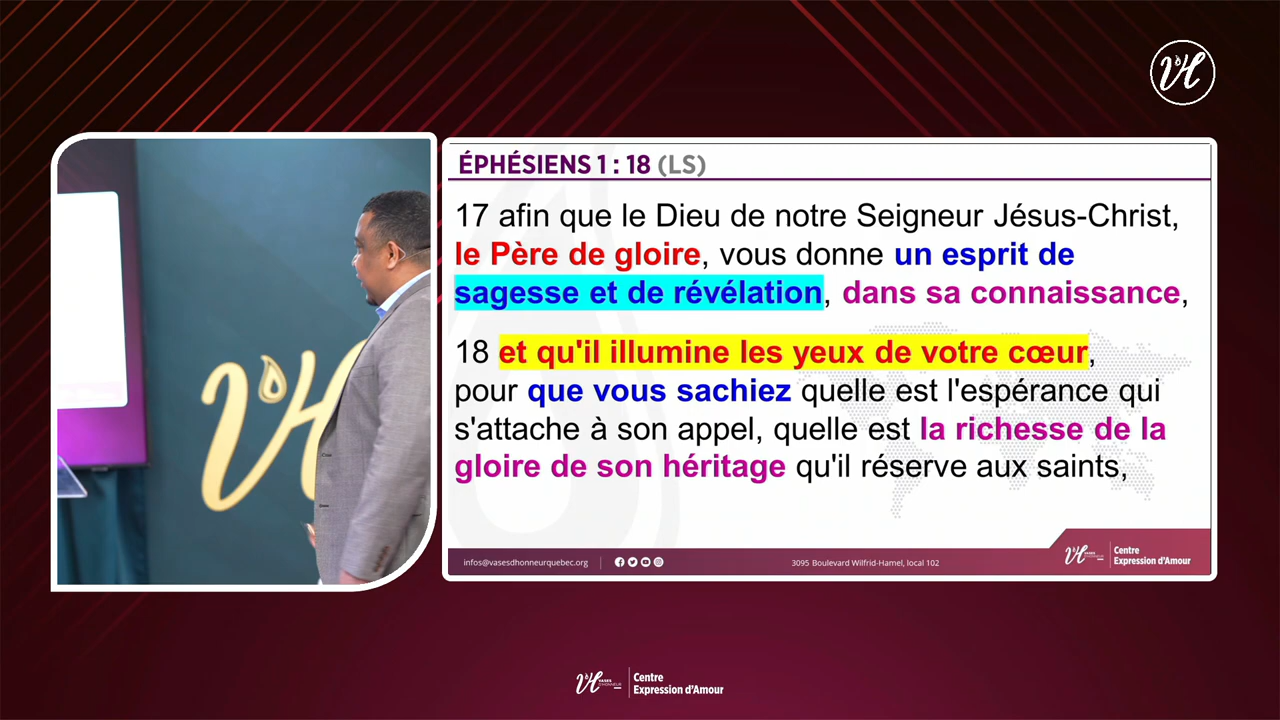 V'H
ÉPHÉSIENS 1 : 18 (LS)
17 afin que le Dieu de notre Seigneur Jésus-Christ,
le Père de gloire, vous donne un esprit de
sagesse et de révélation, dans sa connaissance,
18 et qu'il illumine les yeux de votre cœur,
pour que vous sachiez quelle est l'espérance qui
s'attache à son appel, quelle est la richesse de la
gloire de son héritage qu'il réserve aux saints,
V'H
infos@vasesdhonneurquebec.org
3095 Boulevard Wilfrid-Hamel, local 102
V'H VASES D'HONNEUR
Centre
Expression d'Amour
V'H VASES D'HONNEUR
Centre
Expression d'Amour